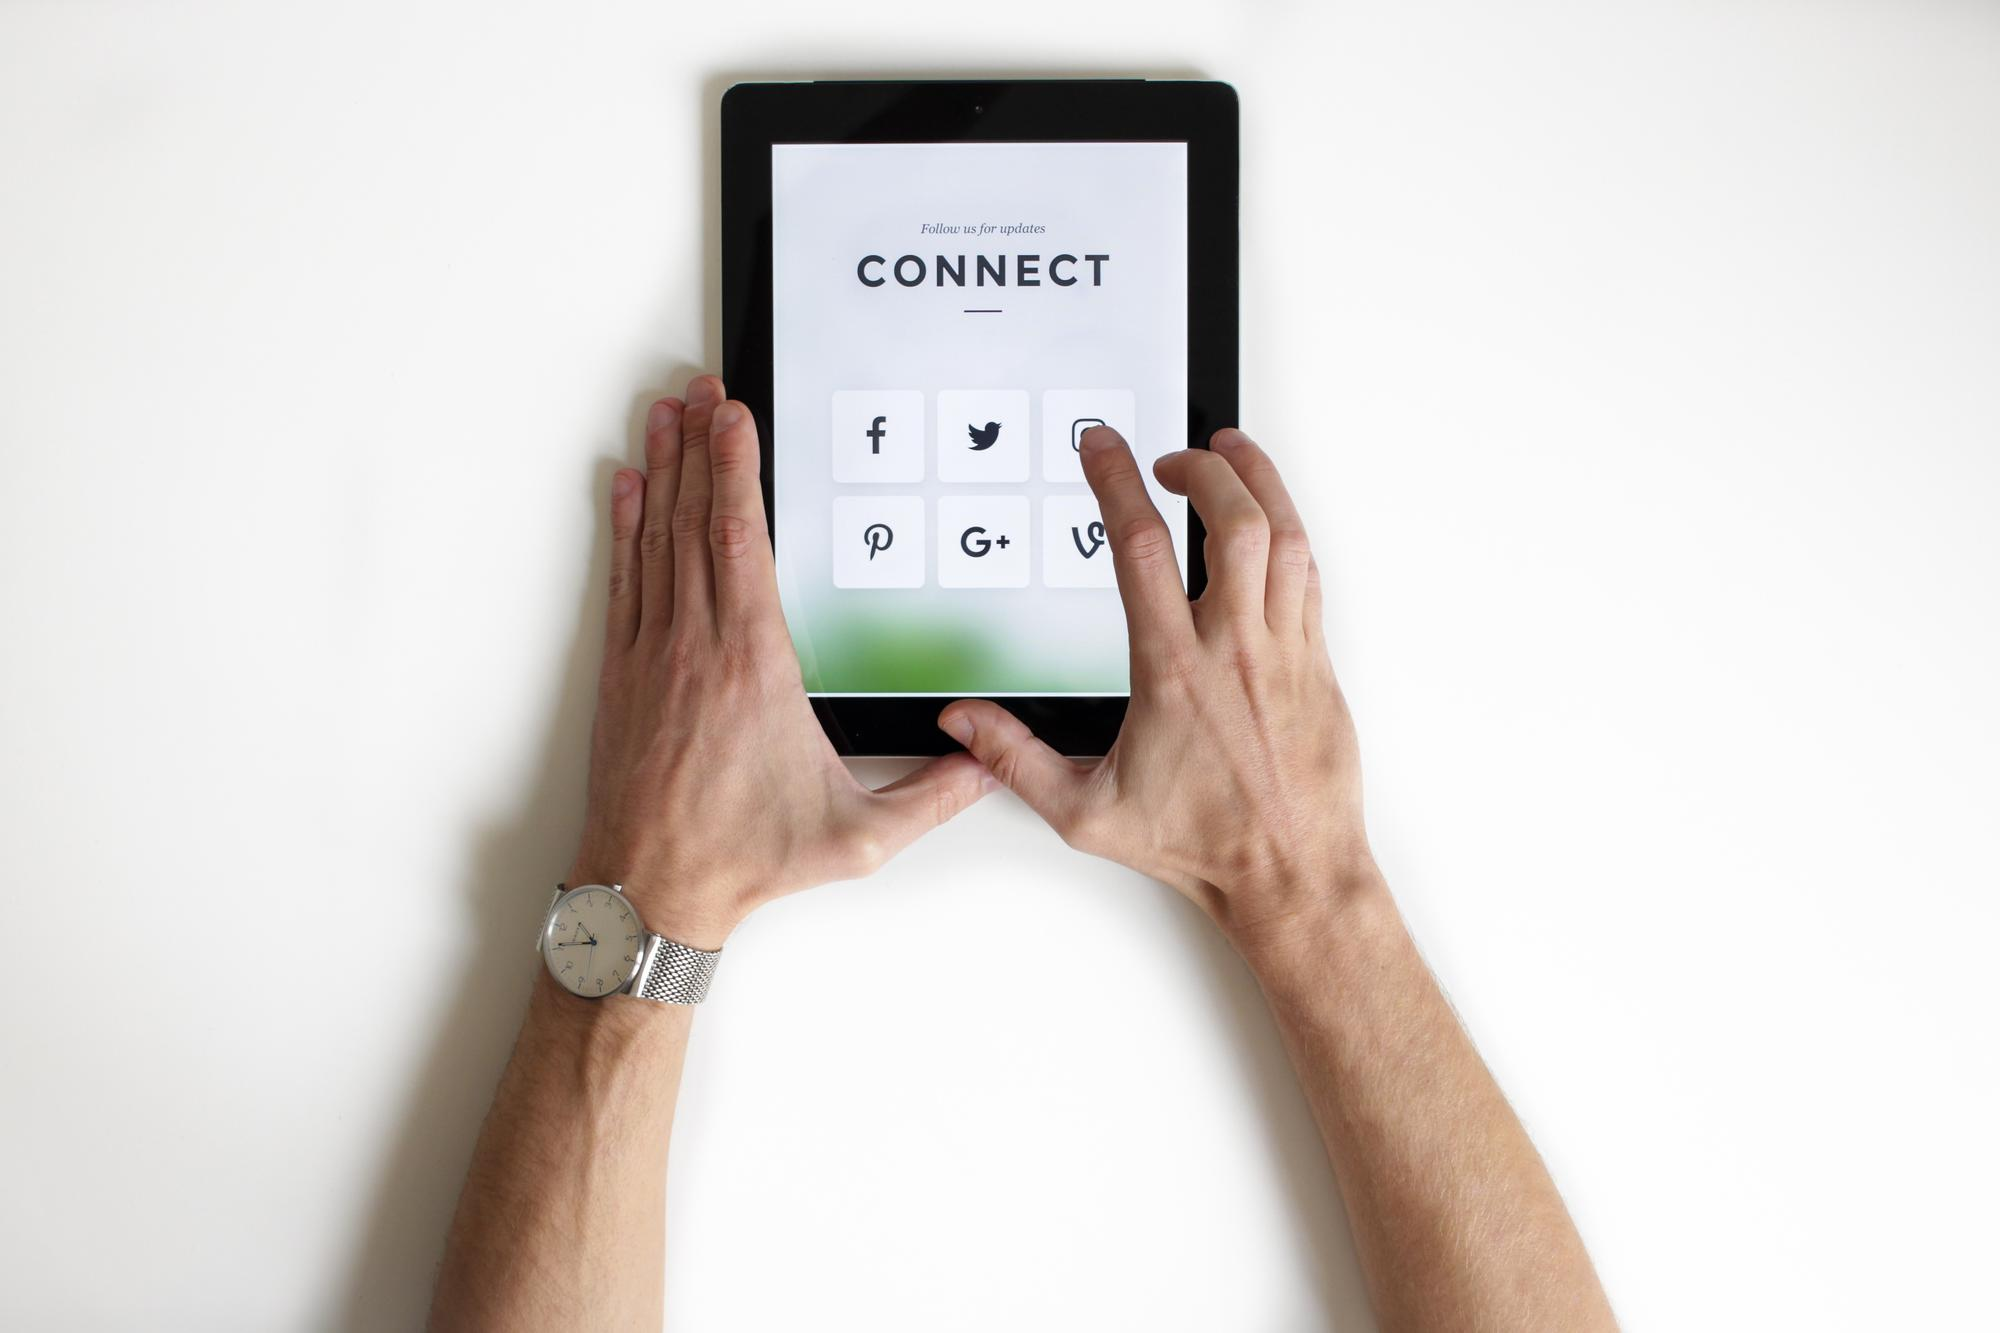 Follow us for updates
CONNECT
f
G+